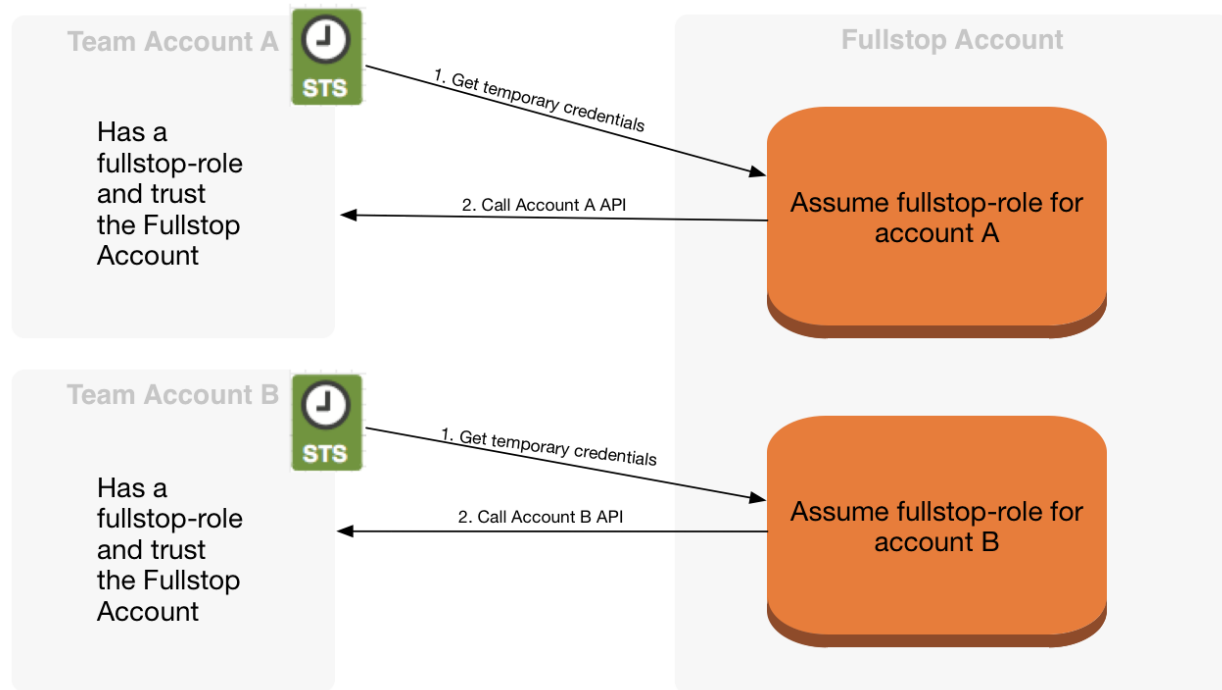 Team Account A
STS
Has a
fullstop-role
and trust
the Fullstop
Account
1. Get temporary credentials
2. Call Account A API
Fullstop Account
Assume fullstop-role for
account A
Team Account B
STS
Has a
fullstop-role
and trust
the Fullstop
Account
1. Get temporary credentials
2. Call Account B API
Assume fullstop-role for
account B